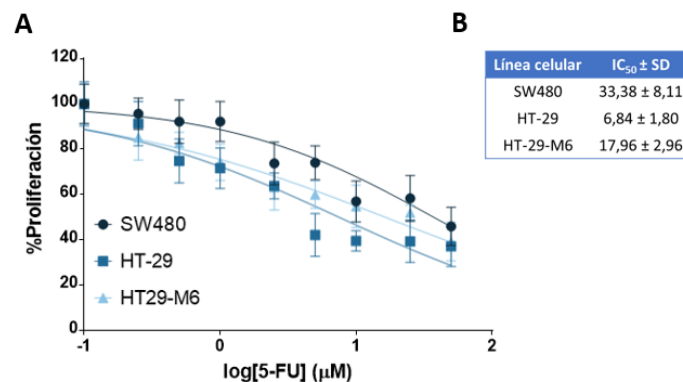 A
B
%Proliferación
120
100
80
60
40
20
0
SW480
HT-29
HT29-M6
-1
0
1
2
log[5-FU] (µM)
Línea celular IC50 ± SD
SW480 33,38 ± 8,11
HT-29 6,84 ± 1,80
HT-29-M6 17,96 ± 2,96